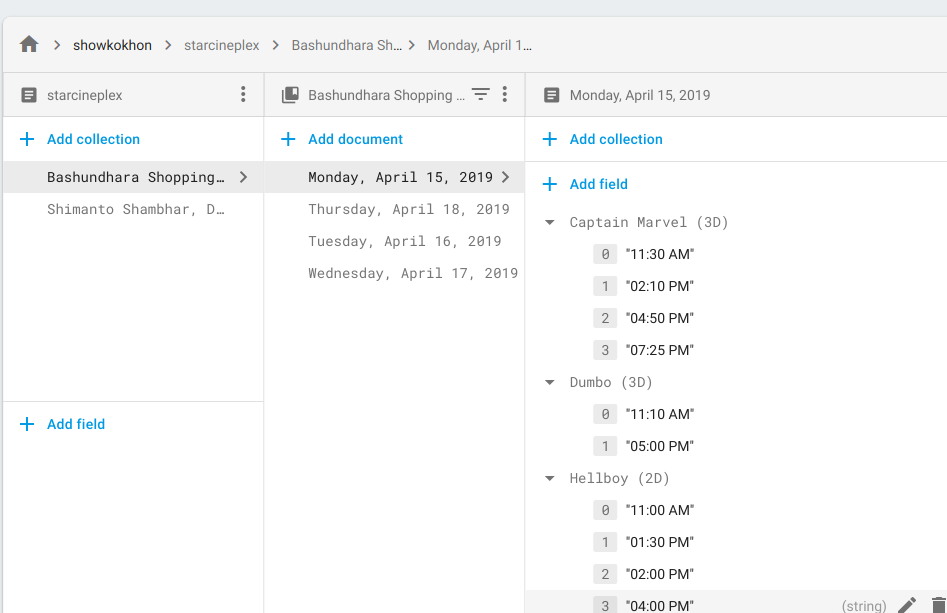 showkokhon starcineplex Bashundhara Sh... Monday, April 1...
starcineplex
Add collection
Bashundhara Shopping...
Shimanto Shambhar, D...
Add field
Bashundhara Shopping ...
Add document
Monday, April 15, 2019
Thursday, April 18, 2019
Tuesday, April 16, 2019
Wednesday, April 17, 2019
Monday, April 15, 2019
Add collection
Add field
Captain Marvel (3D)
0 "11:30 AM"
1 "02:10 PM"
2 "04:50 PM"
3 "07:25 PM"
Dumbo (3D)
0 "11:10 AM"
1 "05:00 PM"
Hellboy (2D)
0 "11:00 AM"
1 "01:30 PM"
2 "02:00 PM"
3 "04:00 PM" (string)